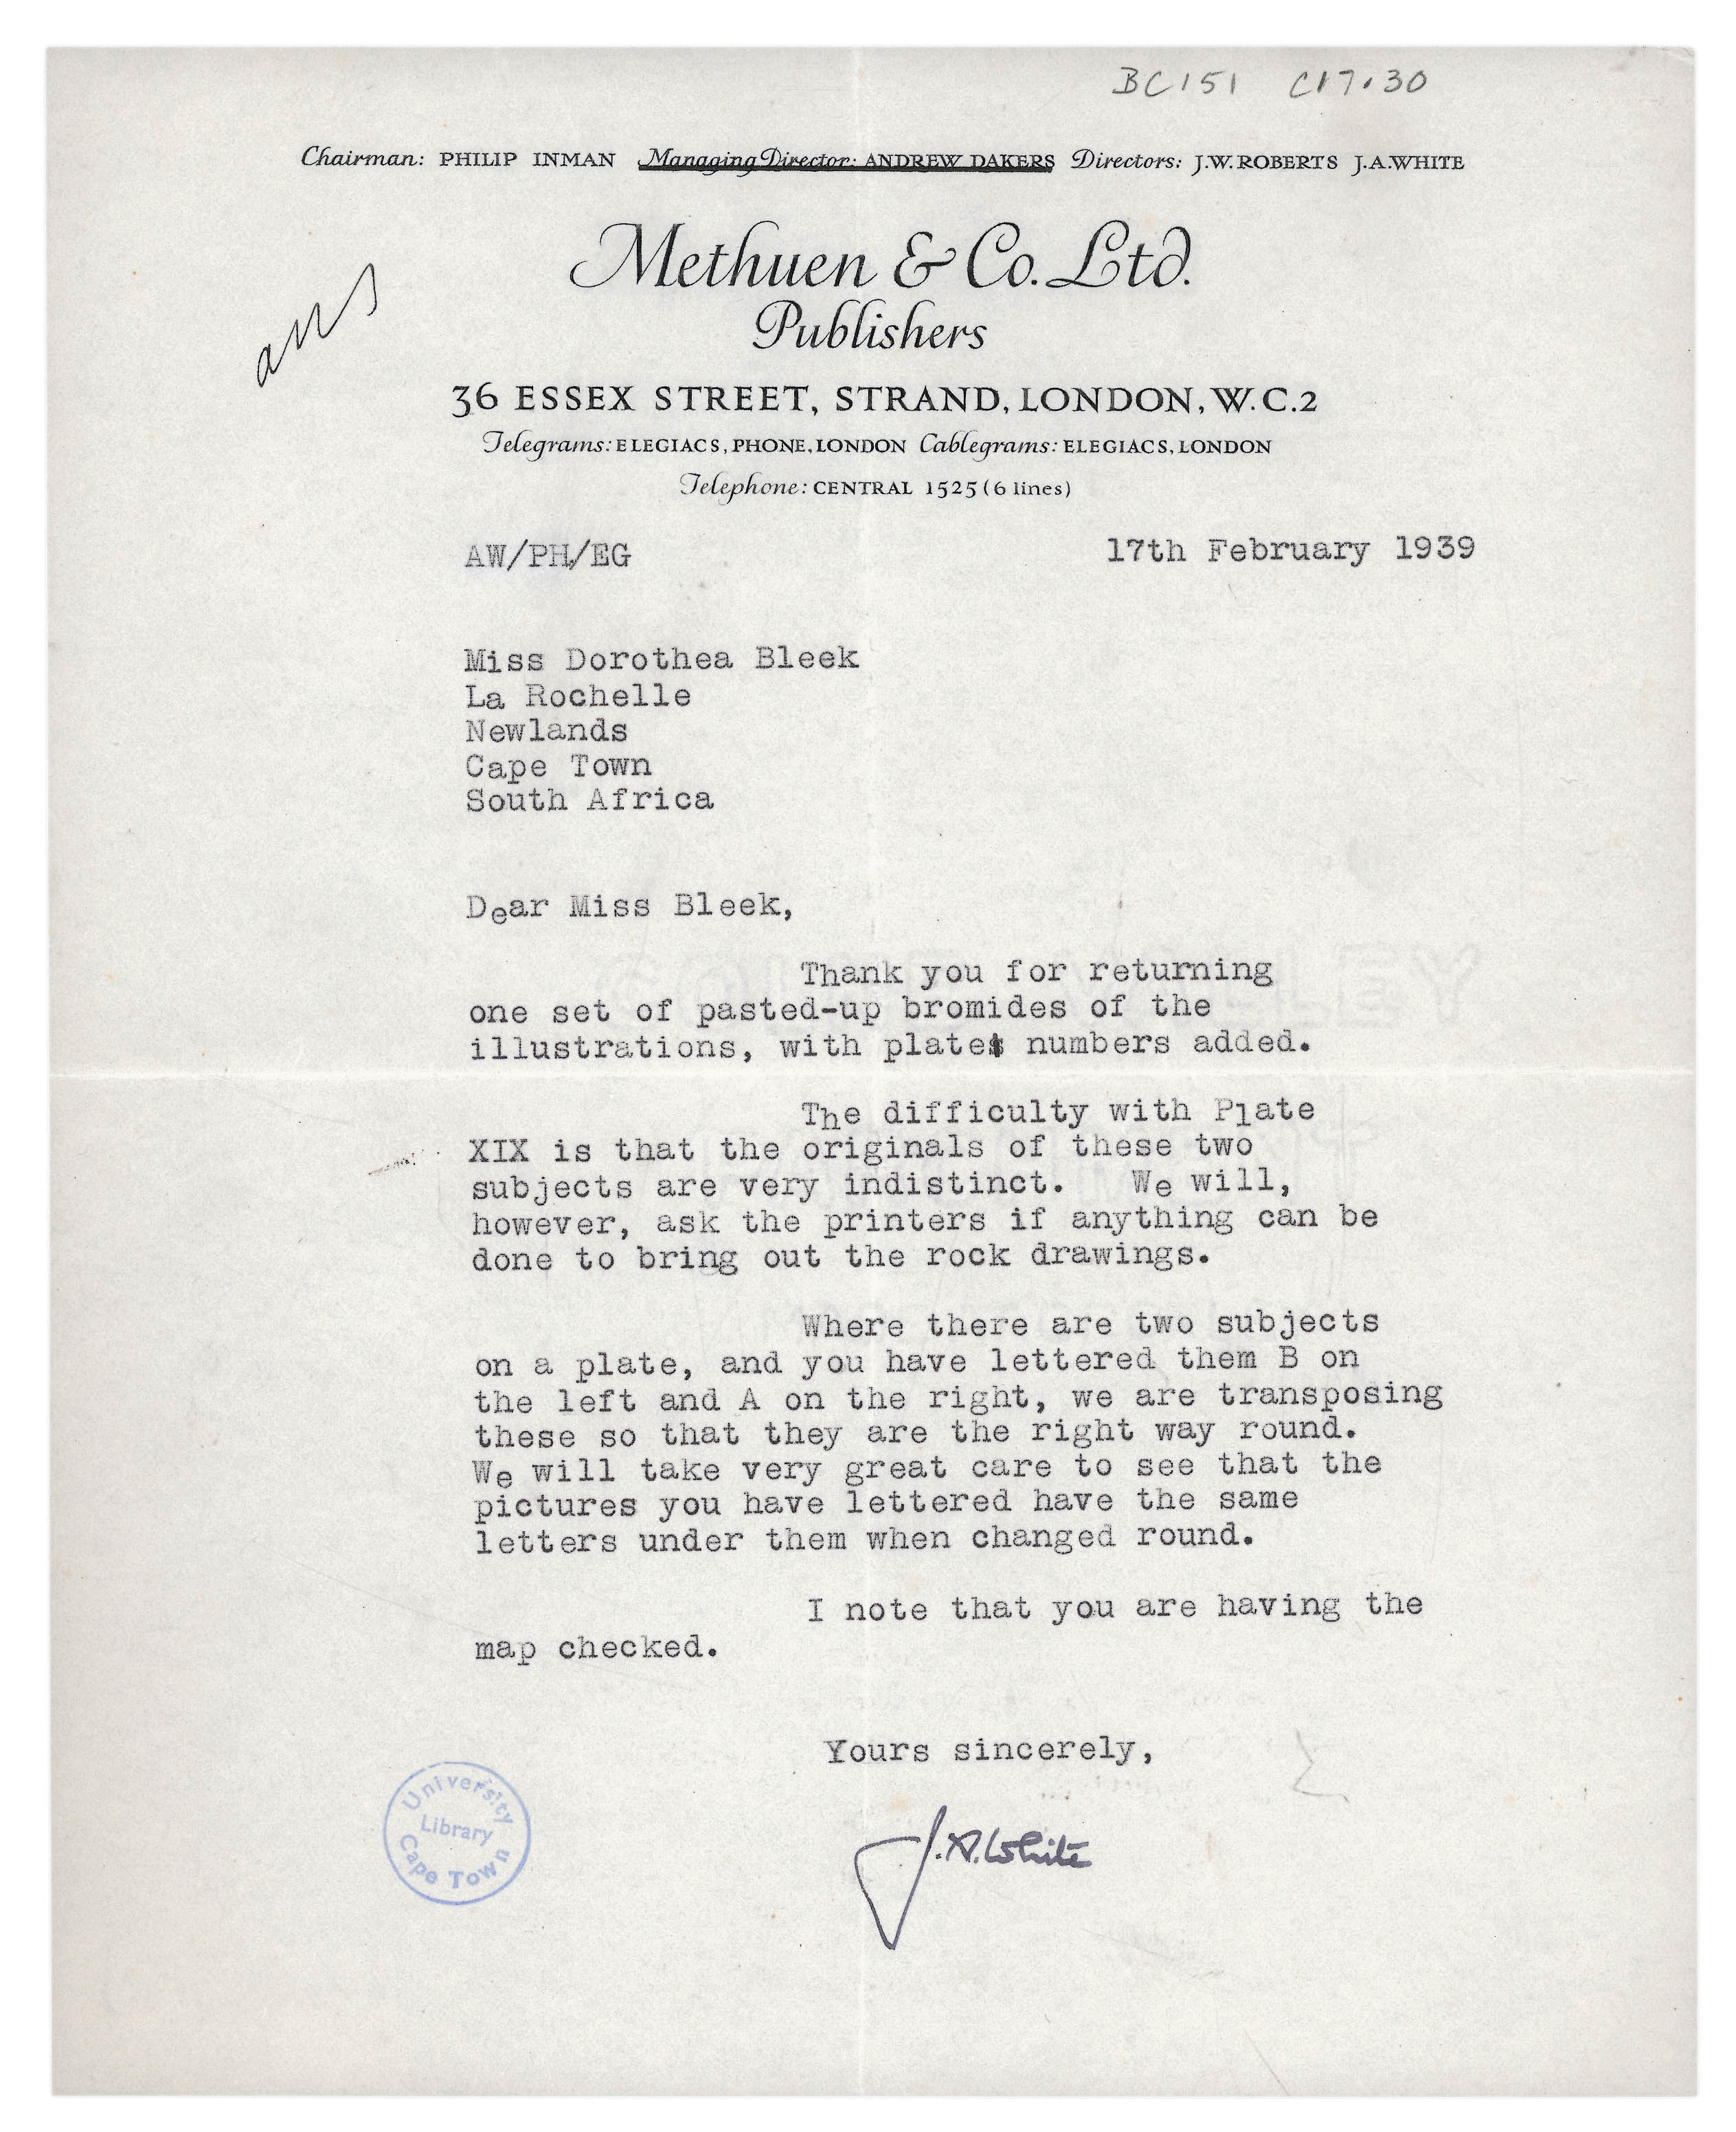 BC151 C17.30
Chairman: PHILIP INMAN Managing Director: ANDREW DAKERS Directors: J.W. ROBERTS J.A. WHITE
ans
Methuen & Co. Ltd.
Publishers
36 ESSEX STREET, STRAND, LONDON, W.C.2
Telegrams: ELEGIACS, PHONE, LONDON Cablegrams: ELEGIACS, LONDON
Telephone: CENTRAL 1525 (6 lines)
AW/PH/EG 17th February 1939
Miss Dorothea Bleek
La Rochelle
Newlands
Cape Town
South Africa
Dear Miss Bleek,
Thank you for returning
one set of pasted-up bromides of the
illustrations, with plate numbers added.
The difficulty with Plate
XIX is that the originals of these two
subjects are very indistinct. We will,
however, ask the printers if anything can be
done to bring out the rock drawings.
Where there are two subjects
on a plate, and you have lettered them B on
the left and A on the right, we are transposing
these so that they are the right way round.
We will take very great care to see that the
pictures you have lettered have the same
letters under them when changed round.
I note that you are having the
map checked.
Yours sincerely,
J.A. White
University
Library
Cape Town